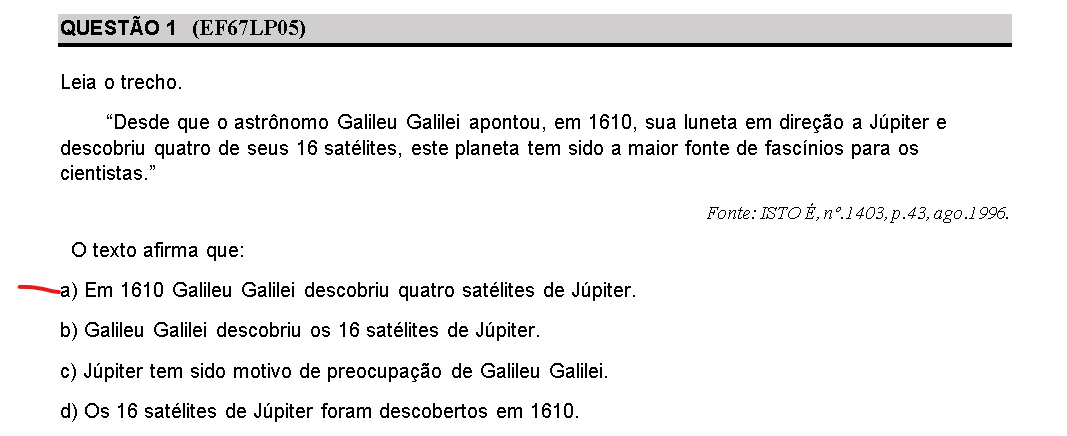 QUESTÃO 1 (EF67LP05)
Leia o trecho.
“Desde que o astrônomo Galileu Galilei apontou, em 1610, sua luneta em direção a Júpiter e
descobriu quatro de seus 16 satélites, este planeta tem sido a maior fonte de fascínios para os
cientistas.”
Fonte: ISTO É, nº.1403, p.43, ago.1996.
O texto afirma que:
a) Em 1610 Galileu Galilei descobriu quatro satélites de Júpiter.
b) Galileu Galilei descobriu os 16 satélites de Júpiter.
c) Júpiter tem sido motivo de preocupação de Galileu Galilei.
d) Os 16 satélites de Júpiter foram descobertos em 1610.